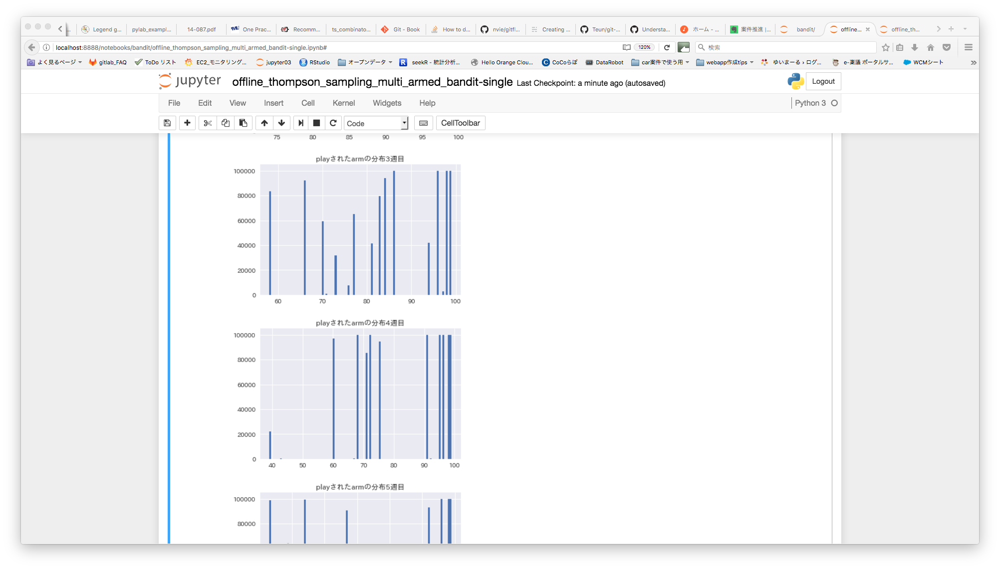 ... Legend g... pylab_exampl... 14-087.pdf One Prac... Recomm... ts_combinato... Git - Book How to d... nvie/gitfl... Creating ... Teun/git-... Understa... ホーム - ... 案件推進 |... bandit/ offline... offline_th...
localhost:8888/notebooks/bandit/offline_thompson_sampling_multi_armed_bandit-single.ipynb# 120% 検索
よく見るページ gitlab_FAQ ToDo リスト EC2_モニタリング... jupyter03 RStudio オープンデータ seekR - 統計分析... Hello Orange Clou... CoCoらぼ DataRobot car案件で使う用 webapp作成tips ゆいまーる › ログ... e-稟議 ポータルサ... WCMシート
jupyter offline_thompson_sampling_multi_armed_bandit-single Last Checkpoint: a minute ago (autosaved) Logout
File Edit View Insert Cell Kernel Widgets Help Python 3
Code CellToolbar
75 80 85 90 95 100
playされたarmの分布3週目
100000
80000
60000
40000
20000
0
60 70 80 90 100
playされたarmの分布4週目
100000
80000
60000
40000
20000
0
40 50 60 70 80 90 100
playされたarmの分布5週目
100000
80000